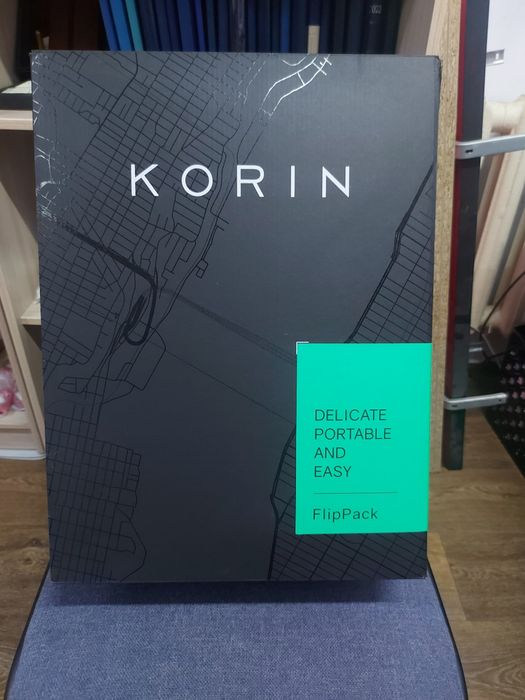 KORIN
DELICATE
PORTABLE
AND
EASY
FlipPack